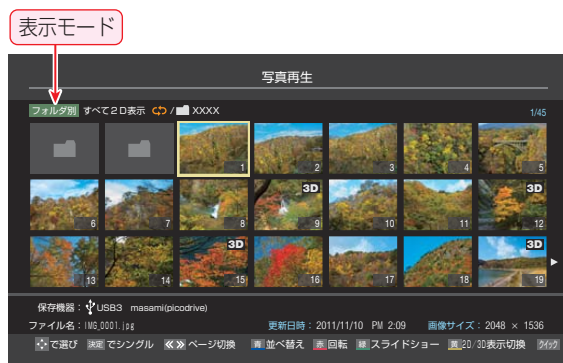 表示モード
写真再生
フォルダ別 すべて2D表示 / XXXX 1/45
1 2 3 4 5
3D 3D
6 7 8 9 10 11 12
3D 3D
13 14 15 16 17 18 19
保存機器： USB3 masami(picodrive)
ファイル名：IMG_0001.jpg 更新日時：2011/11/10 PM 2:09 画像サイズ：2048 × 1536
で選び 決定 でシングル ≪≫ ページ切換 青 並べ替え 赤 回転 緑 スライドショー 黄 2D/3D表示切換 クイック